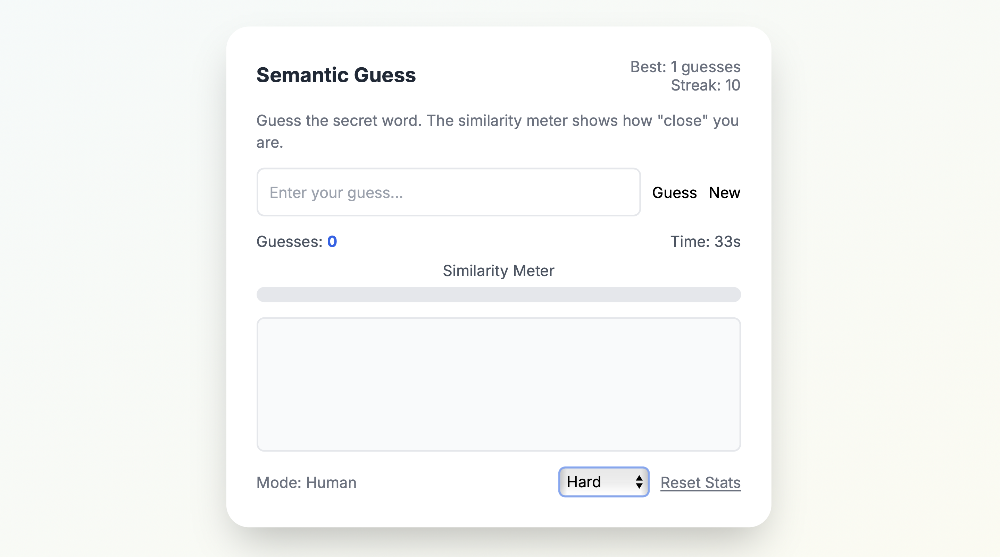 Semantic Guess
Best: 1 guesses
Streak: 10
Guess the secret word. The similarity meter shows how "close" you
are.
Enter your guess...
Guess New
Guesses: 0
Time: 33s
Similarity Meter
Mode: Human
Hard
Reset Stats